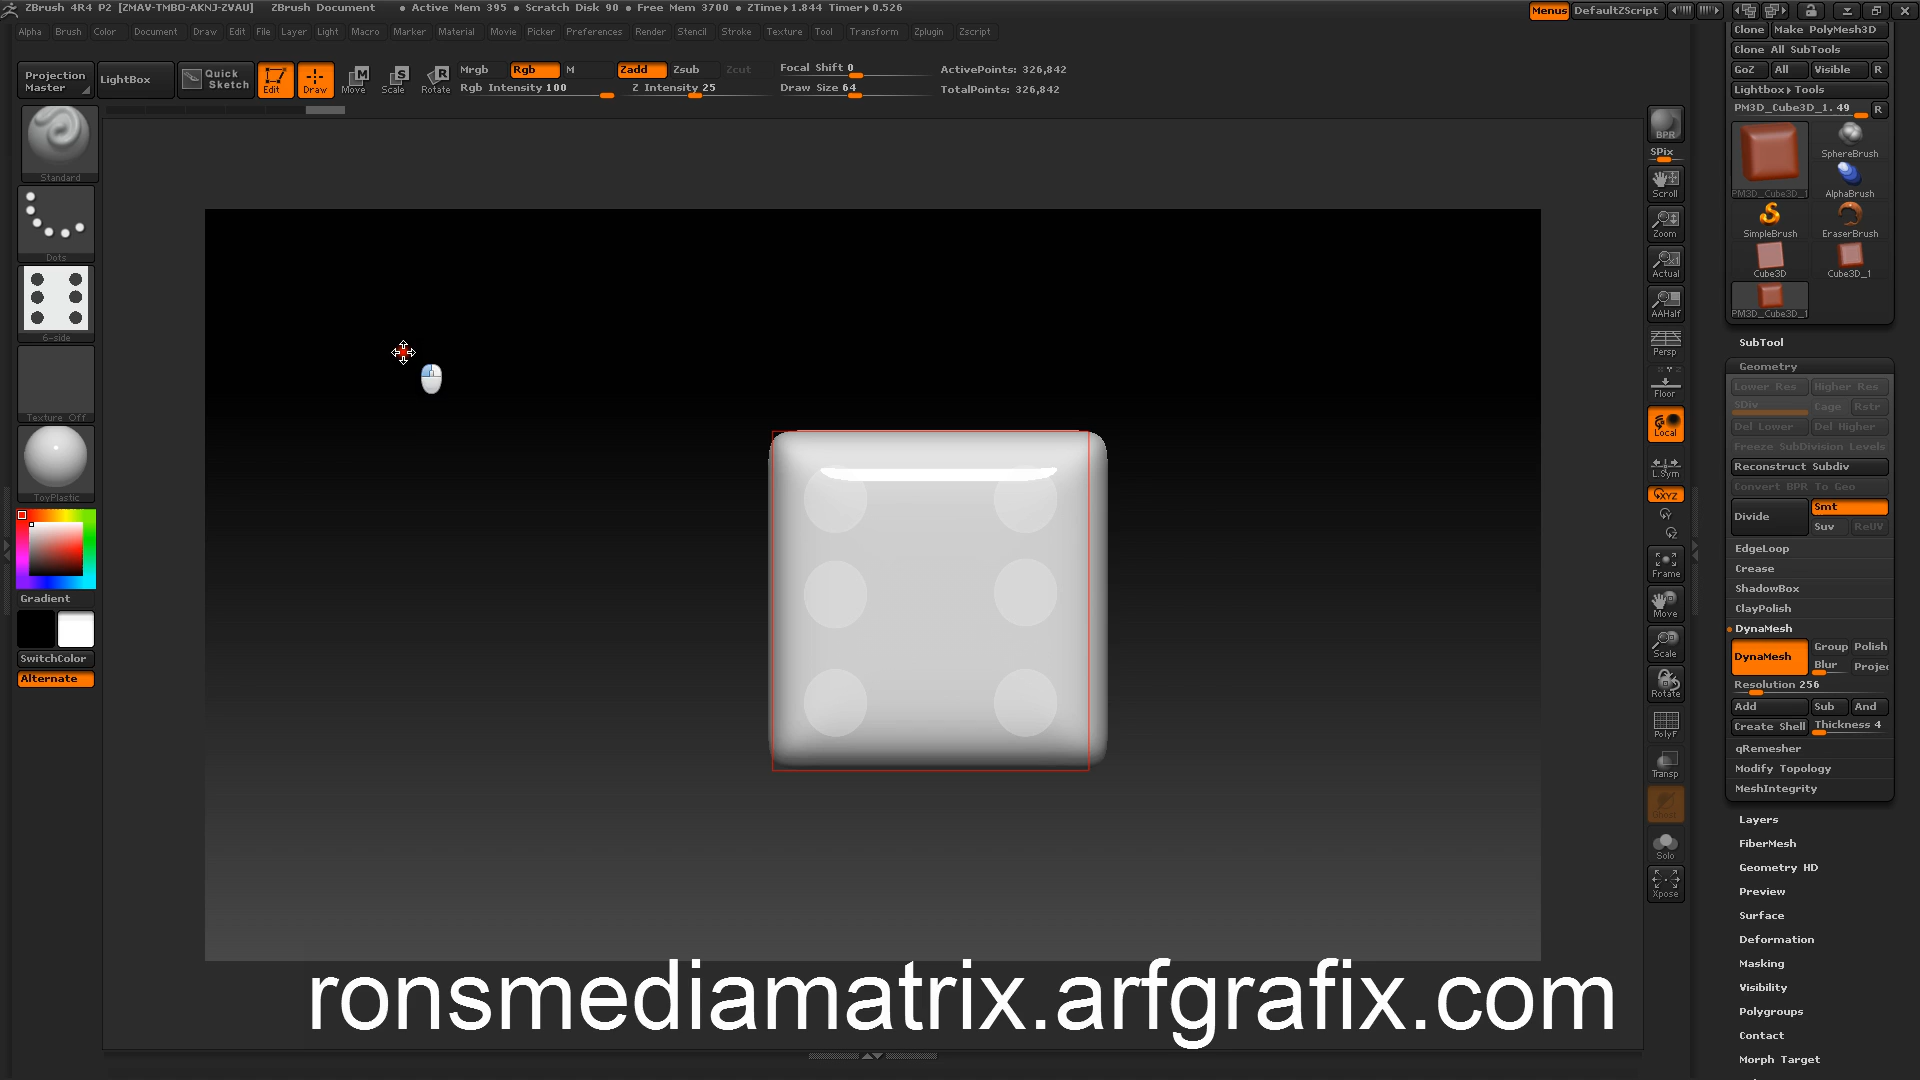 ZBrush 4R4 P2 [ZMAV-TMBO-AKNJ-ZVAU] ZBrush Document • Active Mem 395 • Scratch Disk 90 • Free Mem 3700 • ZTime▸1.844 Timer▸0.526 Menus DefaultZScript
Alpha Brush Color Document Draw Edit File Layer Light Macro Marker Material Movie Picker Preferences Render Stencil Stroke Texture Tool Transform Zplugin Zscript
Projection Master
LightBox
Quick Sketch
Edit
Draw
Move
Scale
Rotate
Mrgb Rgb M
Rgb Intensity 100
Zadd Zsub Zcut
Z Intensity 25
Focal Shift 0
Draw Size 64
ActivePoints: 326,842
TotalPoints: 326,842
Standard
Dots
6-side
Texture Off
ToyPlastic
Gradient
SwitchColor
Alternate
BPR
SPix
Scroll
Zoom
Actual
AAHalf
Persp
Floor
Local
L.Sym
XYZ
Y
Z
Frame
Move
Scale
Rotate
PolyF
Transp
Solo
Xpose
Clone Make PolyMesh3D
Clone All SubTools
GoZ All Visible R
Lightbox▸Tools
PM3D_Cube3D_1. 49 R
PM3D_Cube3D_1
SphereBrush
AlphaBrush
SimpleBrush
EraserBrush
Cube3D
Cube3D_1
PM3D_Cube3D_1
SubTool
Geometry
Lower Res Higher Res
SDiv Cage Rstr
Del Lower Del Higher
Freeze SubDivision Levels
Reconstruct Subdiv
Convert BPR To Geo
Divide Smt
Suv ReUV
EdgeLoop
Crease
ShadowBox
ClayPolish
DynaMesh
DynaMesh Group Polish
Blur Projec
Resolution 256
Add Sub And
Create Shell Thickness 4
qRemesher
Modify Topology
MeshIntegrity
Layers
FiberMesh
Geometry HD
Preview
Surface
Deformation
Masking
Visibility
Polygroups
Contact
Morph Target
ronsmediamatrix.arfgrafix.com